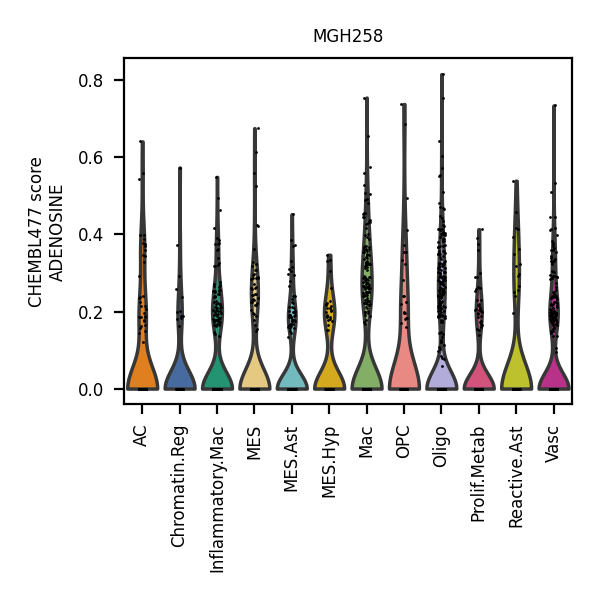 MGH258
CHEMBL477 score
ADENOSINE
0.8
0.6
0.4
0.2
0.0
AC
Chromatin.Reg
Inflammatory.Mac
MES
MES.Ast
MES.Hyp
Mac
OPC
Oligo
Prolif.Metab
Reactive.Ast
Vasc